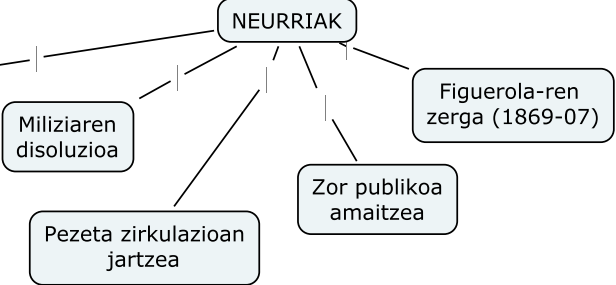 NEURRIAK
Figuerola-ren
zerga (1869-07)
Miliziaren
disoluzioa
Zor publikoa
amaitzea
Pezeta zirkulazioan
jartzea